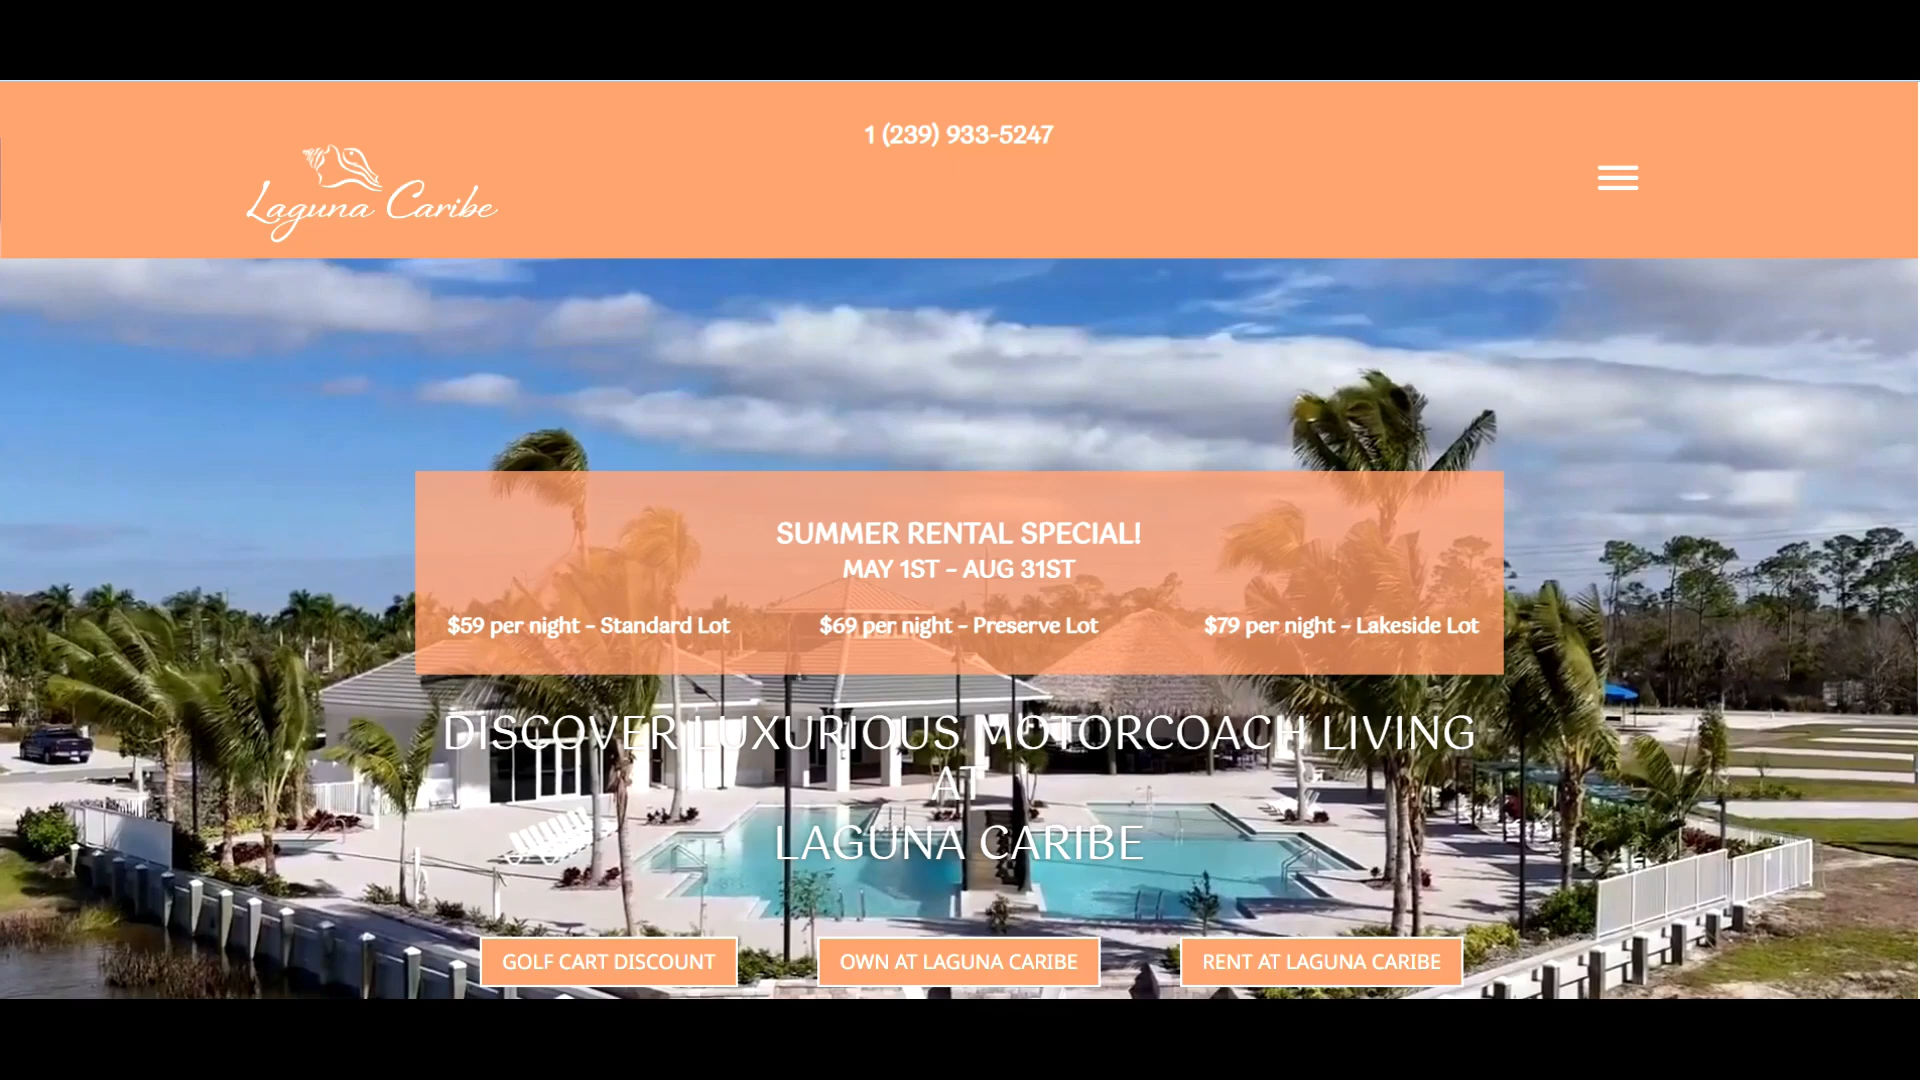 1 (239) 933-5247
Laguna Caribe
SUMMER RENTAL SPECIAL!
MAY 1ST - AUG 31ST
$59 per night - Standard Lot
$69 per night - Preserve Lot
$79 per night - Lakeside Lot
DISCOVER LUXURIOUS MOTORCOACH LIVING
AT
LAGUNA CARIBE
GOLF CART DISCOUNT
OWN AT LAGUNA CARIBE
RENT AT LAGUNA CARIBE